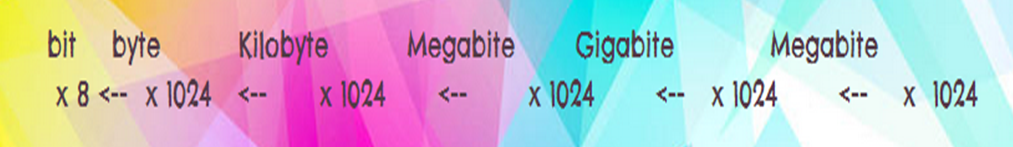 bit byte Kilobyte Megabite Gigabite Megabite
x 8 <-- x 1024 <-- x 1024 <-- x 1024 <-- x 1024 <-- x 1024